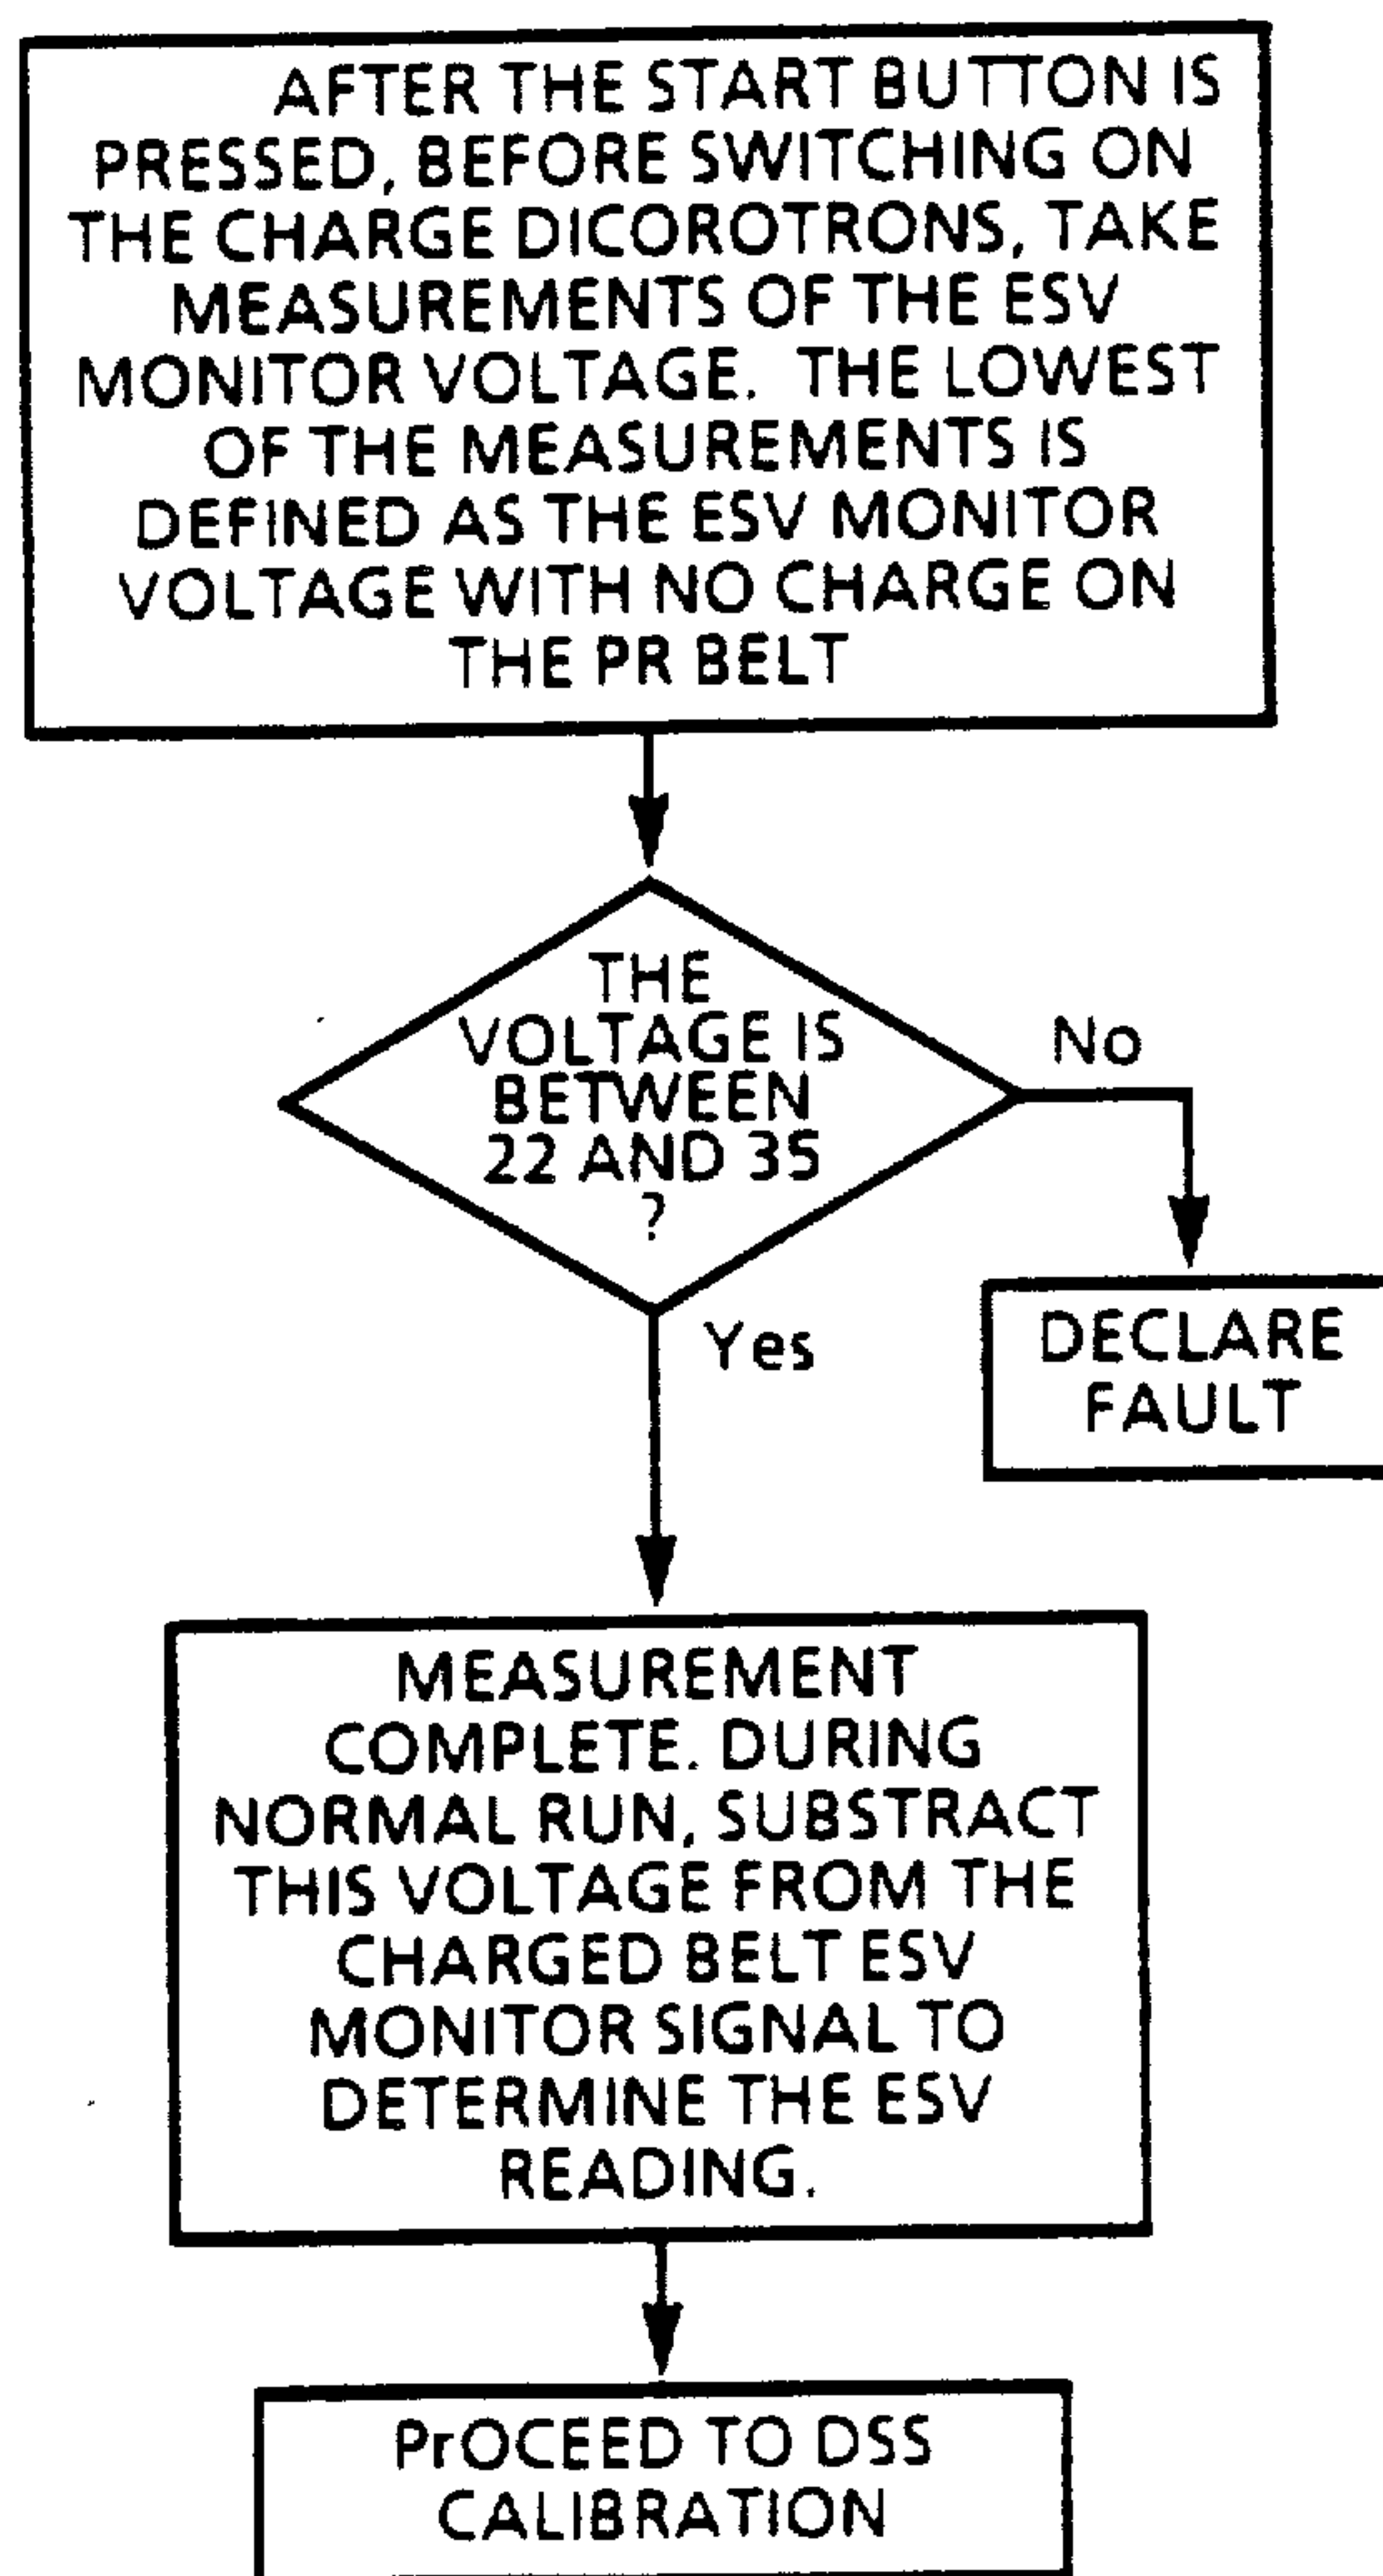 AFTER THE START BUTTON IS
PRESSED, BEFORE SWITCHING ON
THE CHARGE DICOROTRONS, TAKE
MEASUREMENTS OF THE ESV
MONITOR VOLTAGE. THE LOWEST
OF THE MEASUREMENTS IS
DEFINED AS THE ESV MONITOR
VOLTAGE WITH NO CHARGE ON
THE PR BELT
THE
VOLTAGE IS
BETWEEN
22 AND 35
?
No
Yes
DECLARE
FAULT
MEASUREMENT
COMPLETE. DURING
NORMAL RUN, SUBSTRACT
THIS VOLTAGE FROM THE
CHARGED BELT ESV
MONITOR SIGNAL TO
DETERMINE THE ESV
READING.
PrOCEED TO DSS
CALIBRATION